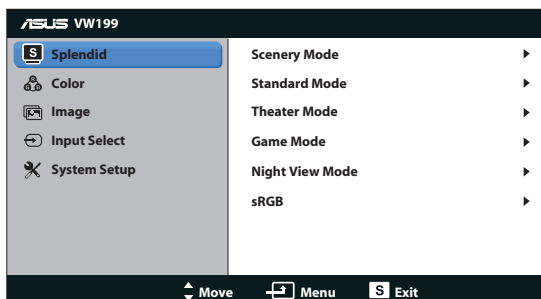 ASUS VW199
S Splendid
Color
Image
Input Select
System Setup
Scenery Mode
Standard Mode
Theater Mode
Game Mode
Night View Mode
sRGB
Move Menu S Exit